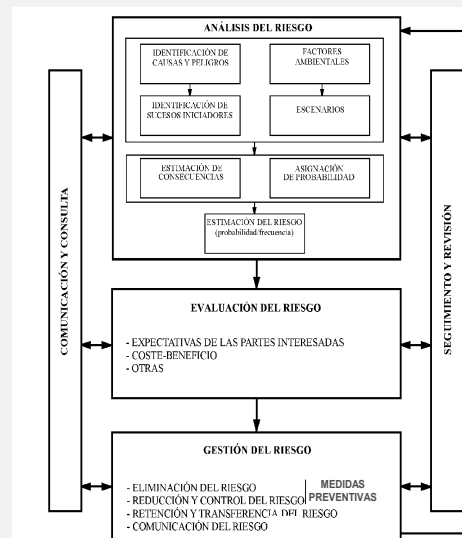 ANÁLISIS DEL RIESGO
IDENTIFICACIÓN DE
CAUSAS Y PELIGROS
FACTORES
AMBIENTALES
IDENTIFICACIÓN DE
SUCESOS INICIADORES
ESCENARIOS
ESTIMACIÓN DE
CONSECUENCIAS
ASIGNACIÓN
DE PROBABILIDAD
ESTIMACIÓN DEL RIESGO
(probabilidad/frecuencia)
COMUNICACIÓN Y CONSULTA
SEGUIMIENTO Y REVISIÓN
EVALUACIÓN DEL RIESGO
- EXPECTATIVAS DE LAS PARTES INTERESADAS
- COSTE-BENEFICIO
- OTRAS
GESTIÓN DEL RIESGO
- ELIMINACIÓN DEL RIESGO
- REDUCCIÓN Y CONTROL DEL RIESGO
- RETENCIÓN Y TRANSFERENCIA DEL RIESGO
- COMUNICACIÓN DEL RIESGO
MEDIDAS
PREVENTIVAS